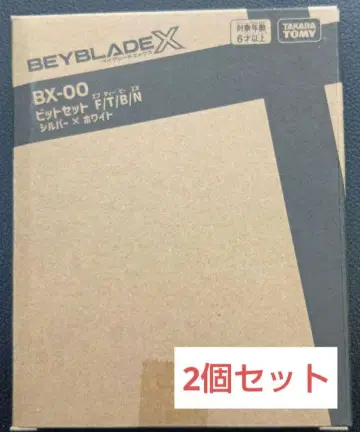 BEYBLADE X
ベイブレードエックス
対象年齢
6才以上
TAKARA
TOMY
BX-00
エフ ティー ビー エヌ
ビットセット F/T/B/N
シルバー × ホワイト
2個セット